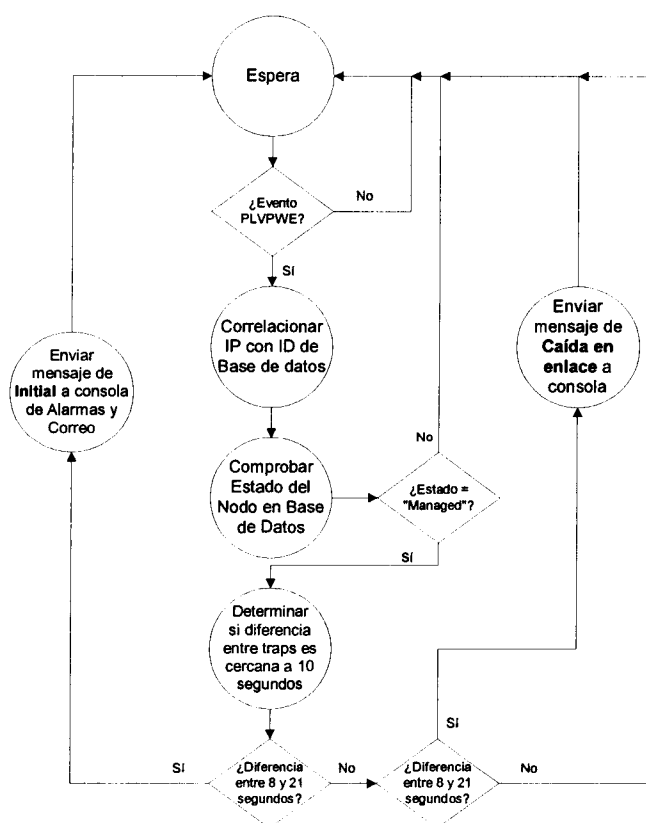 Espera
¿Evento
PLVPWE?
No
Sí
Correlacionar
IP con ID de
Base de datos
Enviar
mensaje de
Initial a consola
de Alarmas y
Correo
Enviar
mensaje de
Caída en
enlace a
consola
No
Comprobar
Estado del
Nodo en Base
de Datos
¿Estado =
"Managed"?
Sí
Determinar
si diferencia
entre traps es
cercana a 10
segundos
Sí
Sí
¿Diferencia
entre 8 y 21
segundos?
No
¿Diferencia
entre 8 y 21
segundos?
No